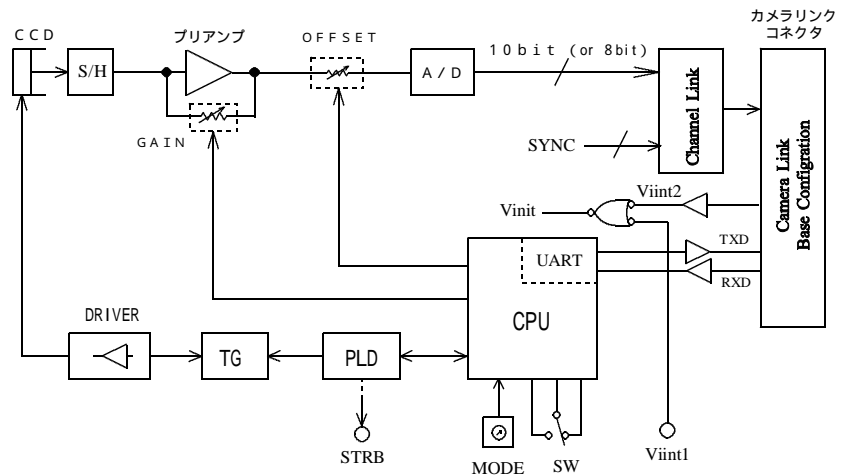 カメラリンク
コネクタ
CCD
プリアンプ
OFFSET
10bit (or 8bit)
S/H
A/D
GAIN
Channel Link
SYNC
Camera Link
Base Configration
Viint2
Vinit
TXD
UART
RXD
CPU
DRIVER
TG
PLD
STRB
MODE
SW
Viint1